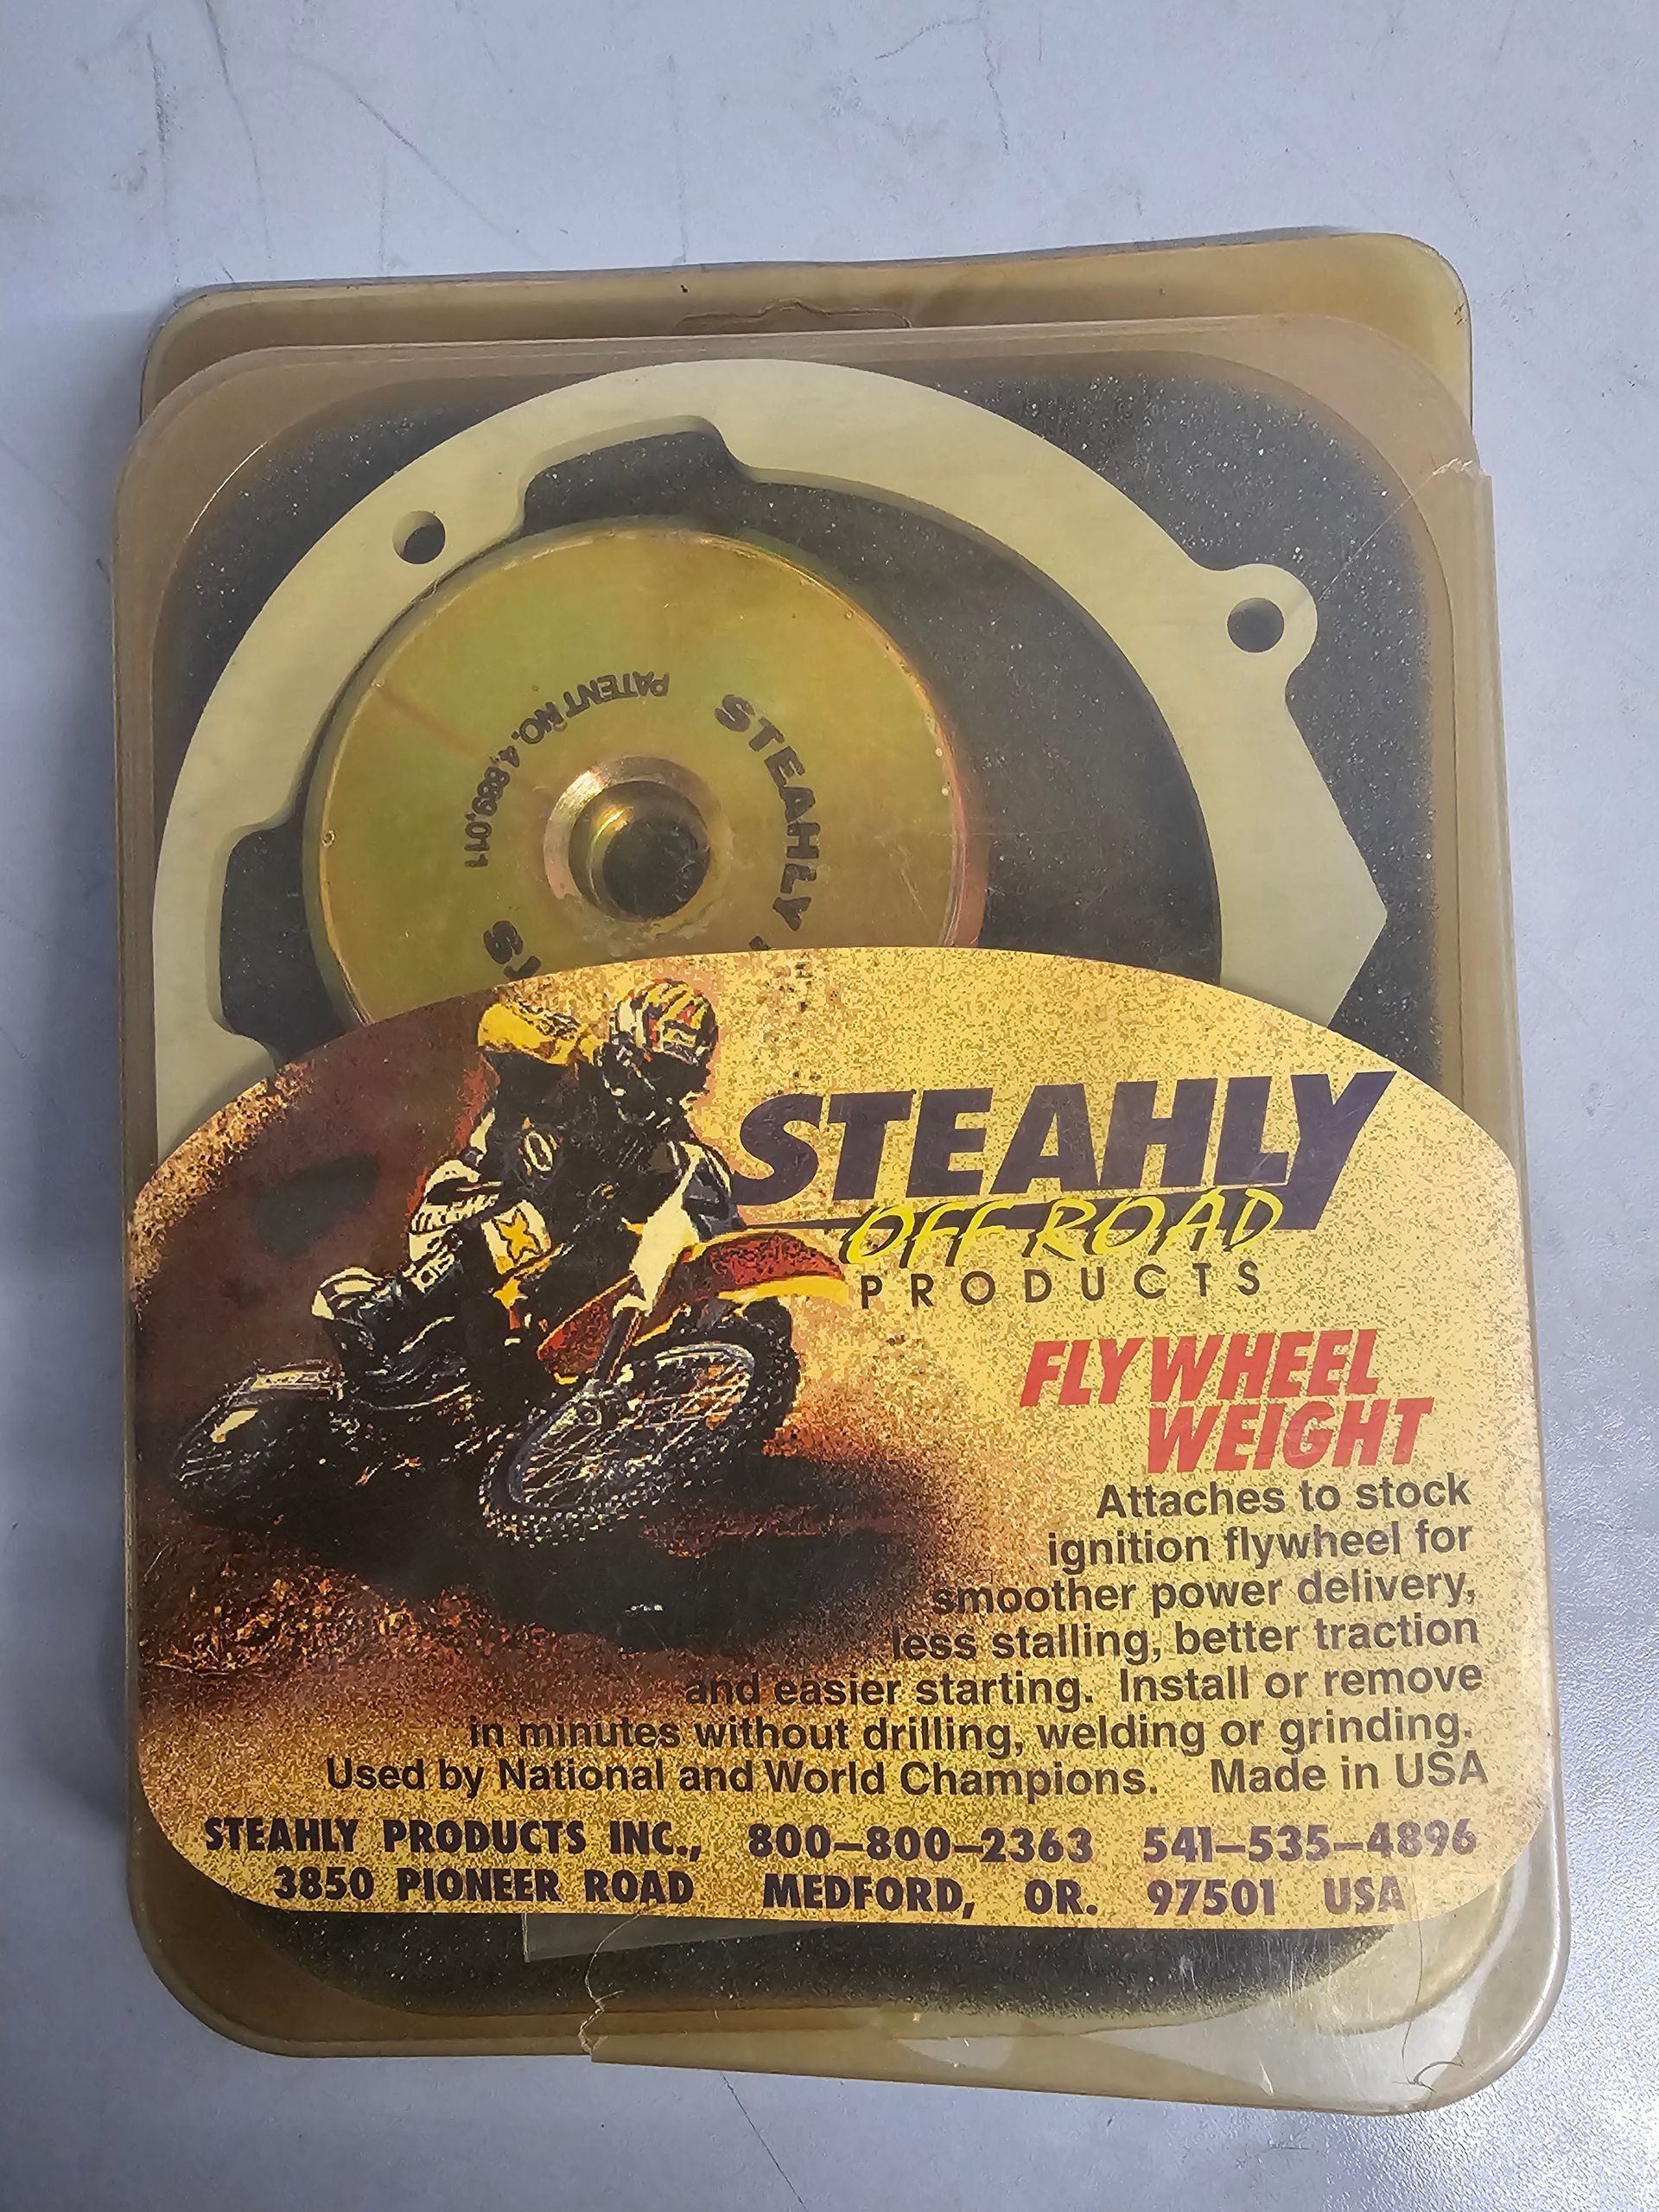 PATENT NO. 4,889,011
STEAHLY
STEAHLY
OFF ROAD
PRODUCTS
FLYWHEEL
WEIGHT
Attaches to stock
ignition flywheel for
smoother power delivery,
less stalling, better traction
and easier starting. Install or remove
in minutes without drilling, welding or grinding.
Used by National and World Champions. Made in USA
STEAHLY PRODUCTS INC., 800-800-2363 541-535-4896
3850 PIONEER ROAD MEDFORD, OR. 97501 USA